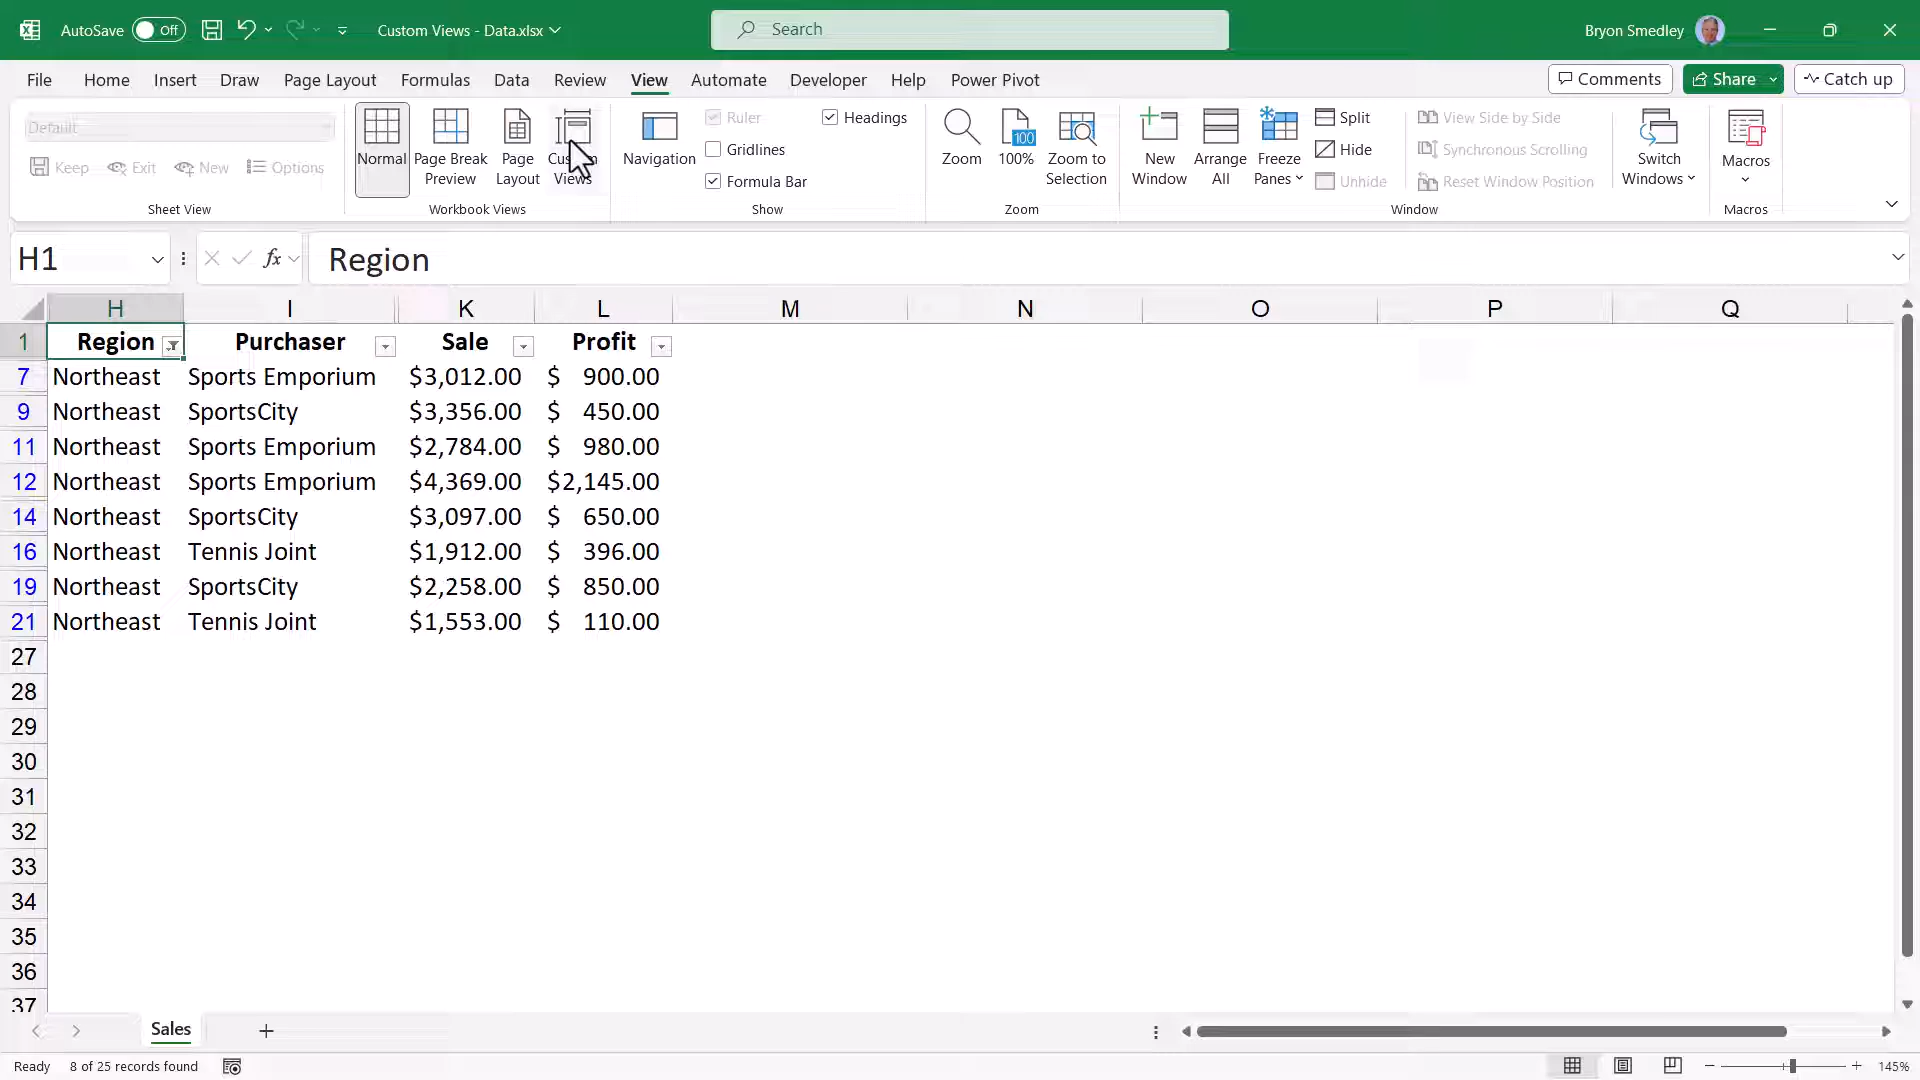 AutoSave Off Custom Views - Data.xlsx Search Bryon Smedley
File Home Insert Draw Page Layout Formulas Data Review View Automate Developer Help Power Pivot Comments Share Catch up
Default
Keep Exit New Options
Sheet View
Normal
Page Break Preview
Page Layout
Custom Views
Workbook Views
Navigation
Ruler Headings
Gridlines
Formula Bar
Show
Zoom
100 100%
Zoom to Selection
Zoom
New Window
Arrange All
Freeze Panes
Split
Hide
Unhide
View Side by Side
Synchronous Scrolling
Reset Window Position
Switch Windows
Window
Macros
Macros
H1 fx Region
H I K L M N O P Q
1 Region Purchaser Sale Profit
7 Northeast Sports Emporium $3,012.00 $ 900.00
9 Northeast SportsCity $3,356.00 $ 450.00
11 Northeast Sports Emporium $2,784.00 $ 980.00
12 Northeast Sports Emporium $4,369.00 $2,145.00
14 Northeast SportsCity $3,097.00 $ 650.00
16 Northeast Tennis Joint $1,912.00 $ 396.00
19 Northeast SportsCity $2,258.00 $ 850.00
21 Northeast Tennis Joint $1,553.00 $ 110.00
27
28
29
30
31
32
33
34
35
36
37
Sales
Ready 8 of 25 records found 145%